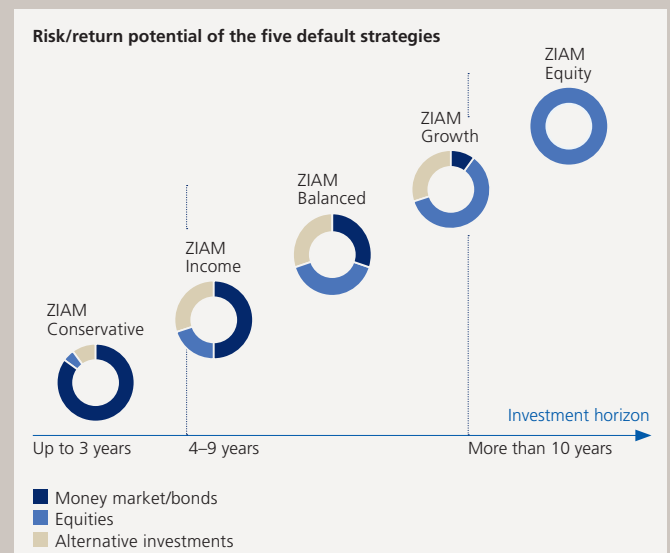 Risk/return potential of the five default strategies
ZIAM
Equity
ZIAM
Growth
ZIAM
Balanced
ZIAM
Income
ZIAM
Conservative
Investment horizon
Up to 3 years
4–9 years
More than 10 years
Money market/bonds
Equities
Alternative investments